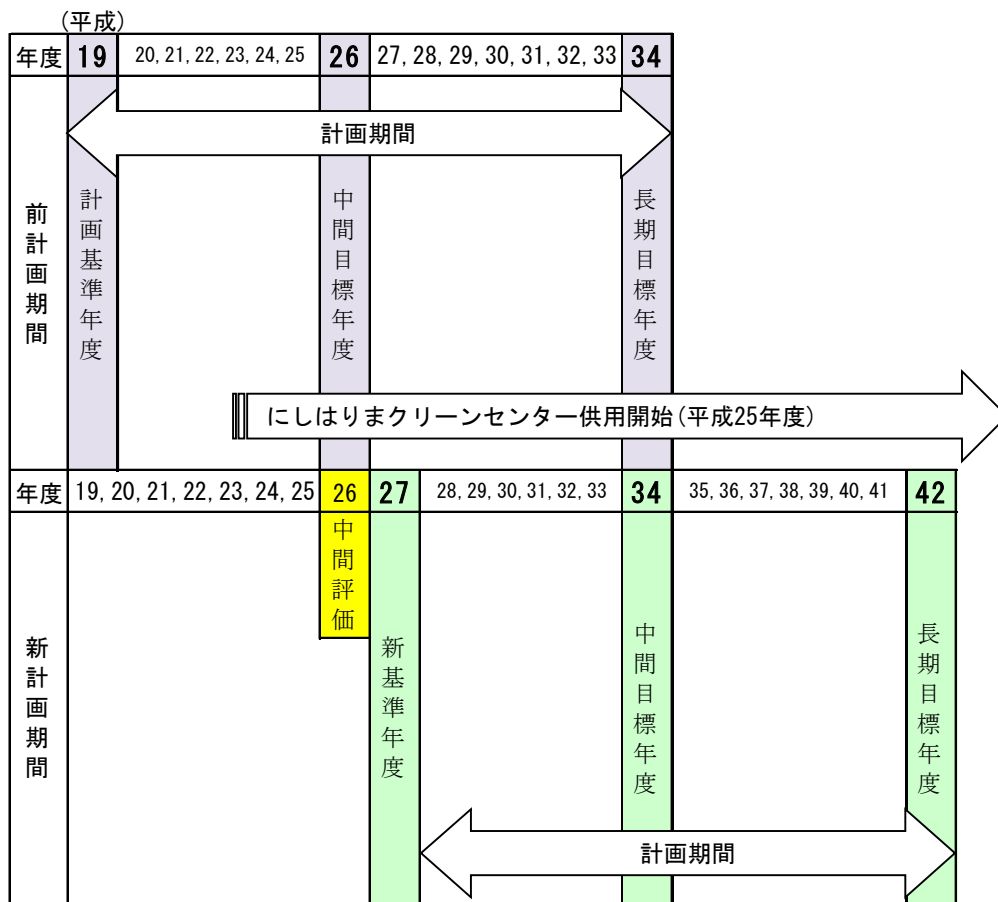 (平成)
年度 19 20, 21, 22, 23, 24, 25 26 27, 28, 29, 30, 31, 32, 33 34
計画期間
前計画期間
計画基準年度
中間目標年度
長期目標年度
にしはりまクリーンセンター供用開始(平成25年度)
年度 19, 20, 21, 22, 23, 24, 25 26 27 28, 29, 30, 31, 32, 33 34 35, 36, 37, 38, 39, 40, 41 42
新計画期間
中間評価
新基準年度
中間目標年度
長期目標年度
計画期間